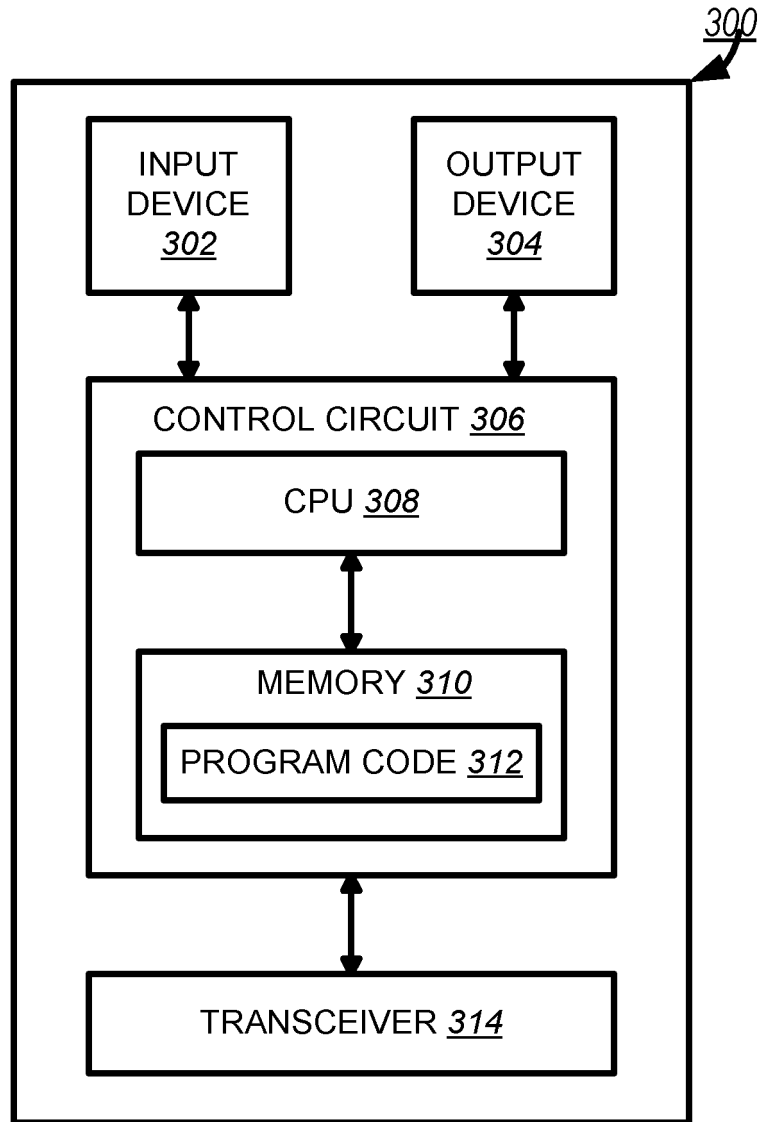 300
INPUT
DEVICE
302
OUTPUT
DEVICE
304
CONTROL CIRCUIT 306
CPU 308
MEMORY 310
PROGRAM CODE 312
TRANSCEIVER 314